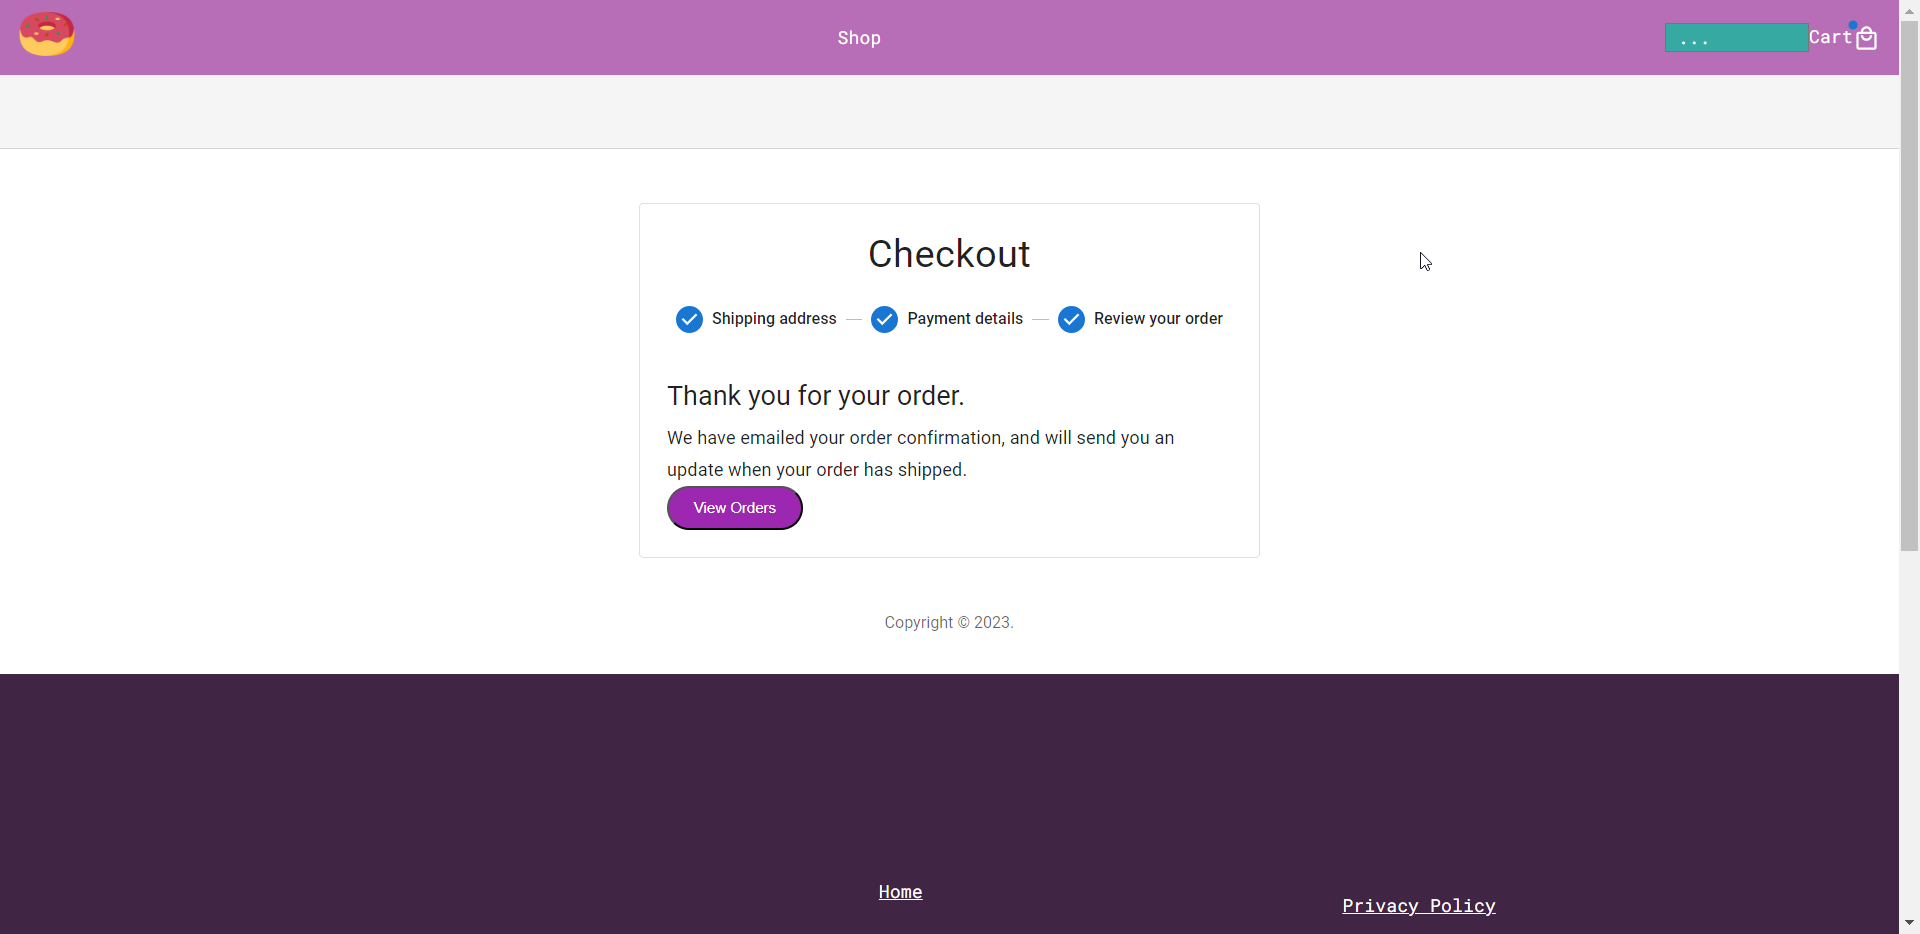 Shop
...
Cart
Checkout
Shipping address
Payment details
Review your order
Thank you for your order.
We have emailed your order confirmation, and will send you an
update when your order has shipped.
View Orders
Copyright © 2023.
Home
Privacy Policy